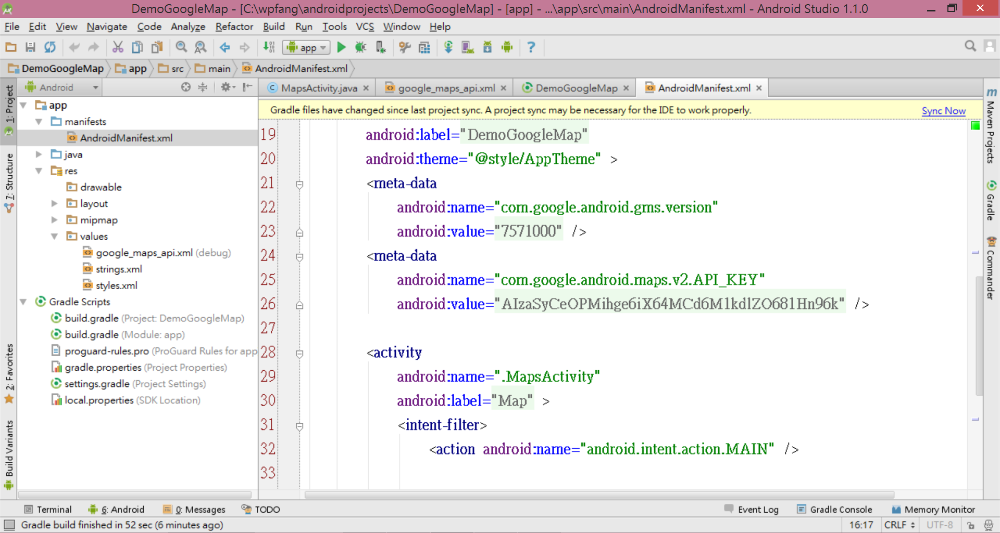 DemoGoogleMap - [C:\wpfang\androidprojects\DemoGoogleMap] - [app] - ...\app\src\main\AndroidManifest.xml - Android Studio 1.1.0
File Edit View Navigate Code Analyze Refactor Build Run Tools VCS Window Help
app
DemoGoogleMap app src main AndroidManifest.xml
Android
MapsActivity.java google_maps_api.xml DemoGoogleMap AndroidManifest.xml
Gradle files have changed since last project sync. A project sync may be necessary for the IDE to work properly. Sync Now
1: Project
7: Structure
2: Favorites
Build Variants
app
manifests
AndroidManifest.xml
java
res
drawable
layout
mipmap
values
google_maps_api.xml (debug)
strings.xml
styles.xml
Gradle Scripts
build.gradle (Project: DemoGoogleMap)
build.gradle (Module: app)
proguard-rules.pro (ProGuard Rules for app
gradle.properties (Project Properties)
settings.gradle (Project Settings)
local.properties (SDK Location)
19 android:label="DemoGoogleMap"
20 android:theme="@style/AppTheme" >
21 <meta-data
22 android:name="com.google.android.gms.version"
23 android:value="7571000" />
24 <meta-data
25 android:name="com.google.android.maps.v2.API_KEY"
26 android:value="AIzaSyCeOPMihge6iX64MCd6M1kdlZO681Hn96k" />
27
28 <activity
29 android:name=".MapsActivity"
30 android:label="Map" >
31 <intent-filter>
32 <action android:name="android.intent.action.MAIN" />
33
m Maven Projects
Gradle
Commander
Terminal 6: Android 0: Messages TODO Event Log Gradle Console Memory Monitor
Gradle build finished in 52 sec (6 minutes ago) 16:17 CRLF UTF-8